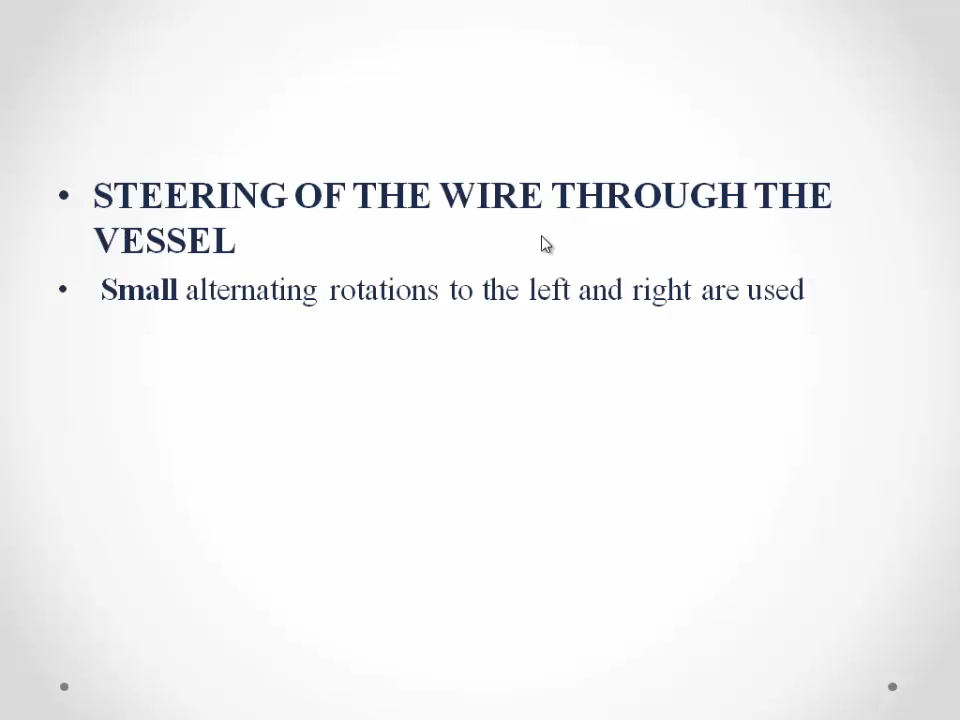 • STEERING OF THE WIRE THROUGH THE
VESSEL
• Small alternating rotations to the left and right are used